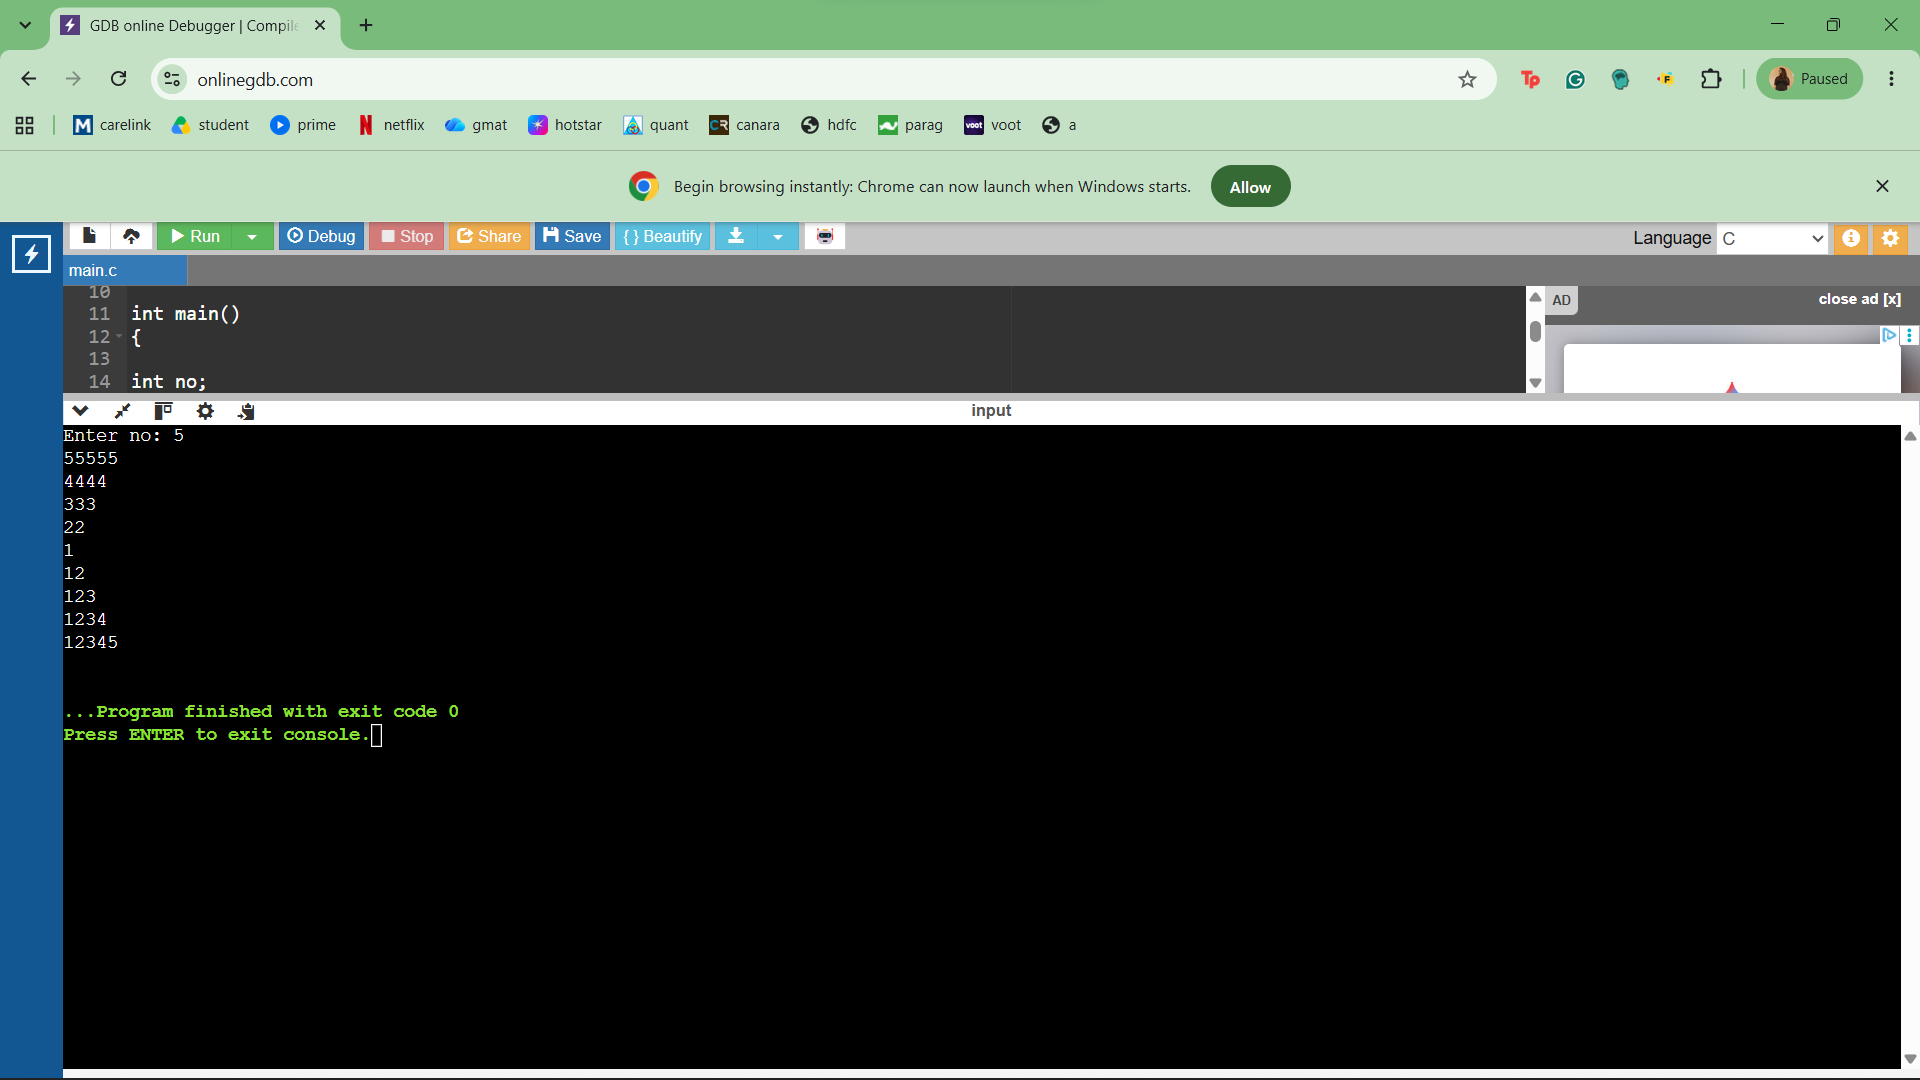 GDB online Debugger | Compile
onlinegdb.com
Paused
carelink student prime netflix gmat hotstar quant canara hdfc parag voot a
Begin browsing instantly: Chrome can now launch when Windows starts. Allow
Run Debug Stop Share Save { } Beautify Language C
main.c
10
11 int main()
12 {
13
14 int no;
AD close ad [x]
input
Enter no: 5
55555
4444
333
22
1
12
123
1234
12345
...Program finished with exit code 0
Press ENTER to exit console.